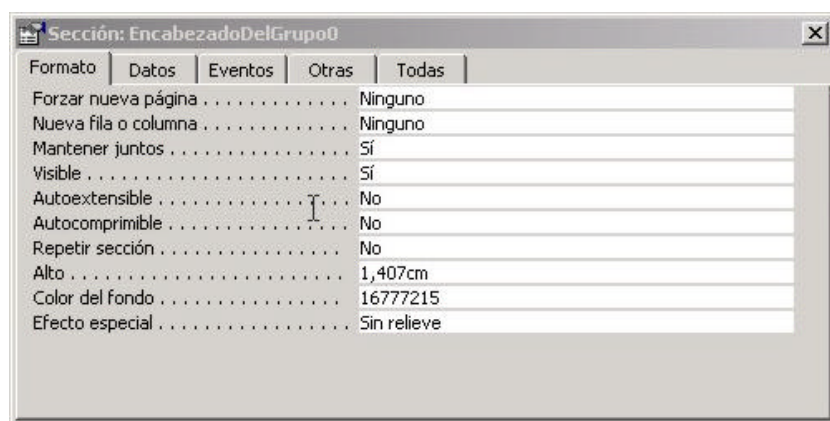 Sección: EncabezadoDelGrupo0
Formato Datos Eventos Otras Todas
Forzar nueva página . . . . . . . . . . . . . Ninguno
Nueva fila o columna . . . . . . . . . . . . . Ninguno
Mantener juntos . . . . . . . . . . . . . . . . Sí
Visible . . . . . . . . . . . . . . . . . . . . . . . Sí
Autoextensible . . . . . . . . . . . . . . . . . No
Autocomprimible . . . . . . . . . . . . . . . . No
Repetir sección . . . . . . . . . . . . . . . . No
Alto . . . . . . . . . . . . . . . . . . . . . . . . 1,407cm
Color del fondo . . . . . . . . . . . . . . . . 16777215
Efecto especial . . . . . . . . . . . . . . . . . Sin relieve